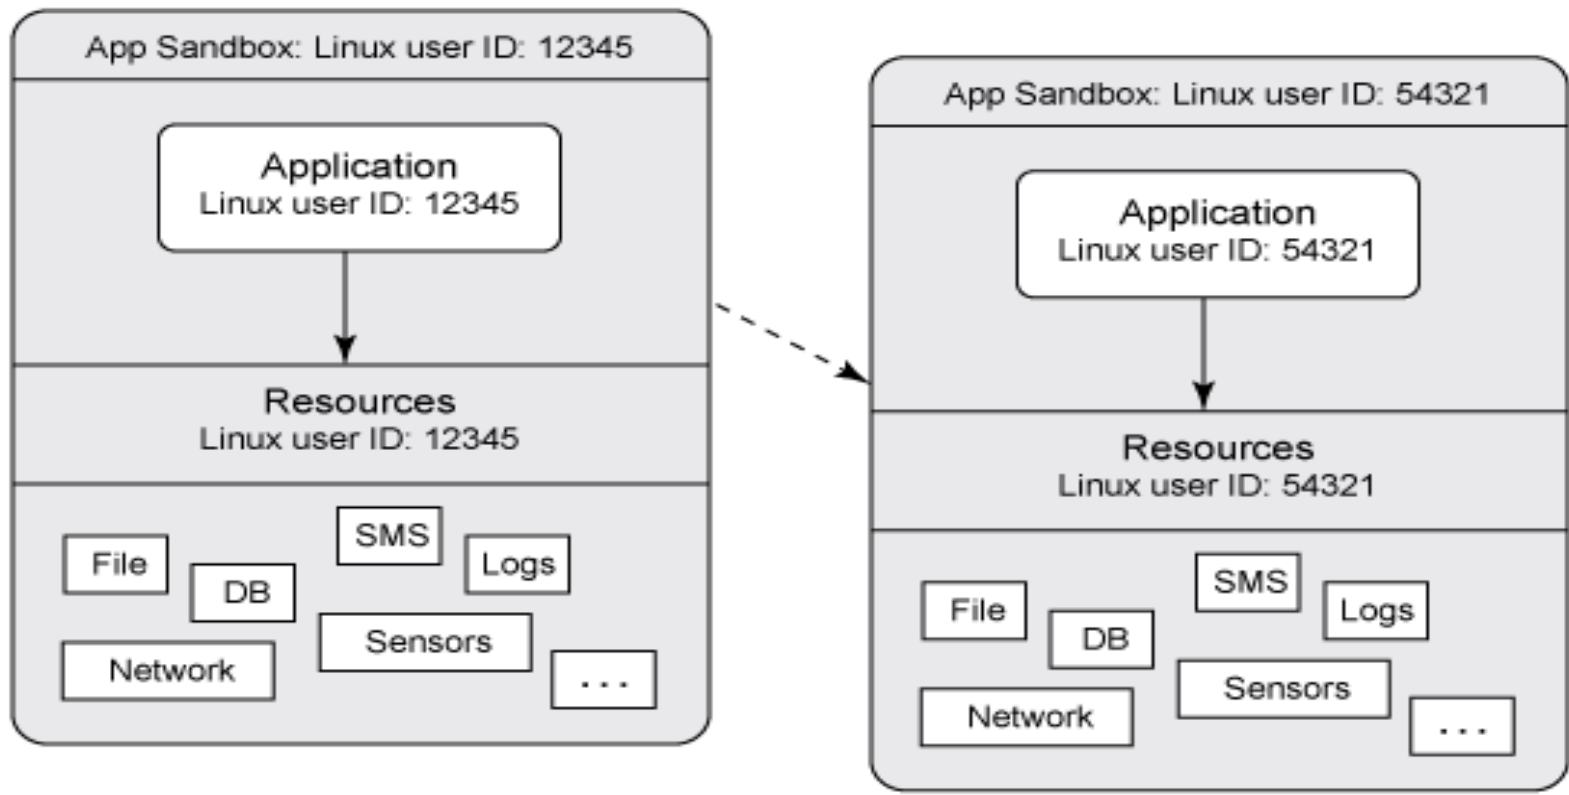 App Sandbox: Linux user ID: 12345
Application
Linux user ID: 12345
Resources
Linux user ID: 12345
SMS
File
Logs
DB
Sensors
Network
...
App Sandbox: Linux user ID: 54321
Application
Linux user ID: 54321
Resources
Linux user ID: 54321
SMS
File
Logs
DB
Sensors
Network
...